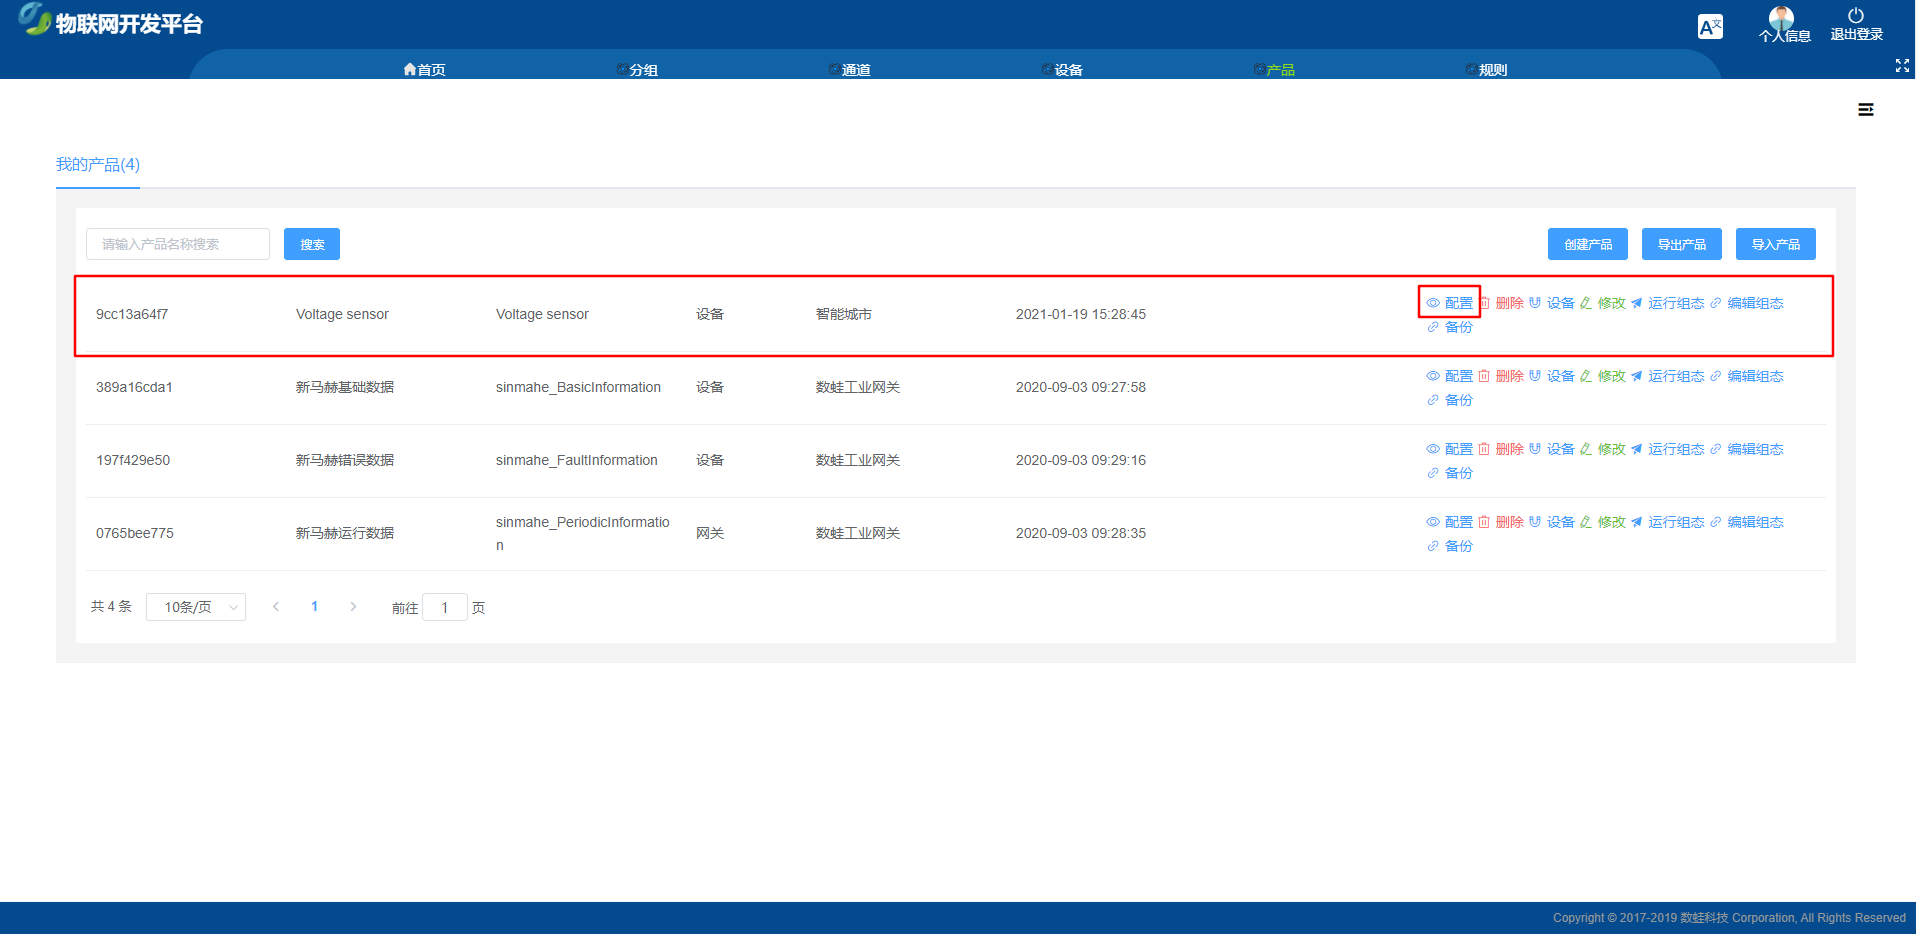 物联网开发平台
个人信息
退出登录
首页
分组
通道
设备
产品
规则
我的产品(4)
请输入产品名称搜索
搜索
创建产品
导出产品
导入产品
9cc13a64f7 Voltage sensor Voltage sensor 设备 智能城市 2021-01-19 15:28:45 配置 删除 设备 修改 运行组态 编辑组态
备份
389a16cda1 新马赫基础数据 sinmahe_BasicInformation 设备 数蛙工业网关 2020-09-03 09:27:58 配置 删除 设备 修改 运行组态 编辑组态
备份
197f429e50 新马赫错误数据 sinmahe_FaultInformation 设备 数蛙工业网关 2020-09-03 09:29:16 配置 删除 设备 修改 运行组态 编辑组态
备份
0765bee775 新马赫运行数据 sinmahe_PeriodicInformatio
n 网关 数蛙工业网关 2020-09-03 09:28:35 配置 删除 设备 修改 运行组态 编辑组态
备份
共 4 条 10条/页 1 前往 1 页
Copyright © 2017-2019 数蛙科技 Corporation, All Rights Reserved